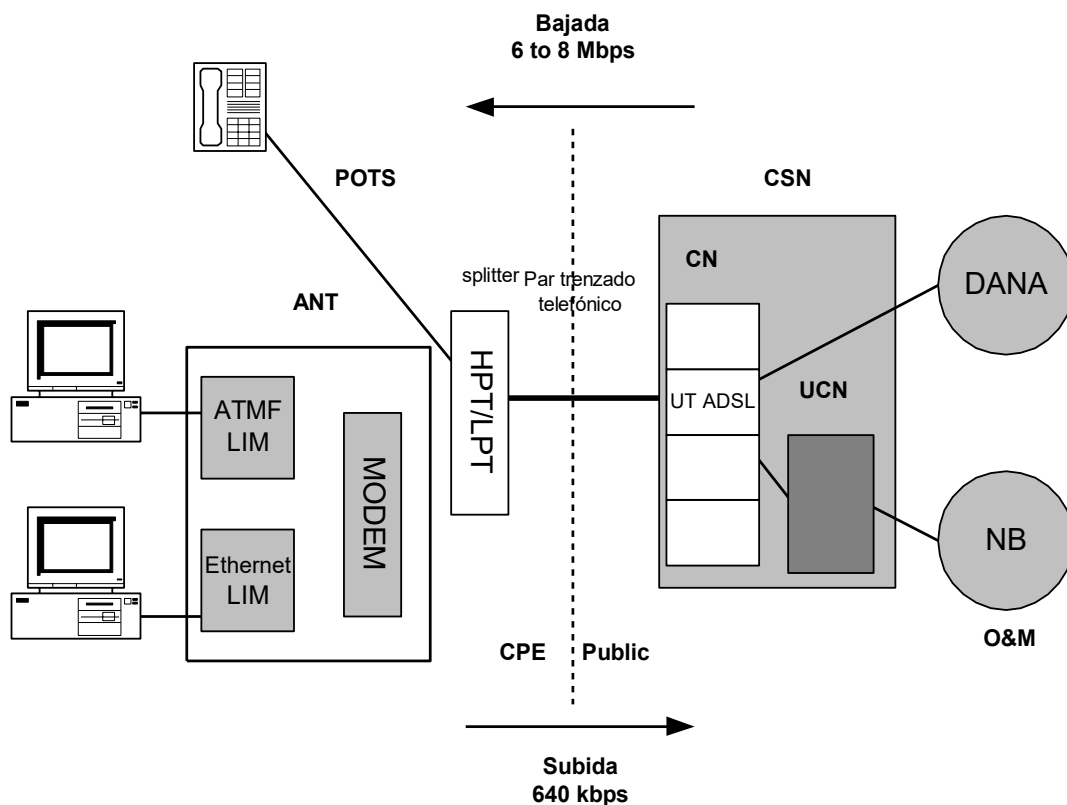 Bajada
6 to 8 Mbps
POTS
CSN
CN
splitter
Par trenzado
telefónico
DANA
ANT
HPT/LPT
UT ADSL
UCN
ATMF
LIM
MODEM
Ethernet
LIM
NB
CPE
Public
O&M
Subida
640 kbps